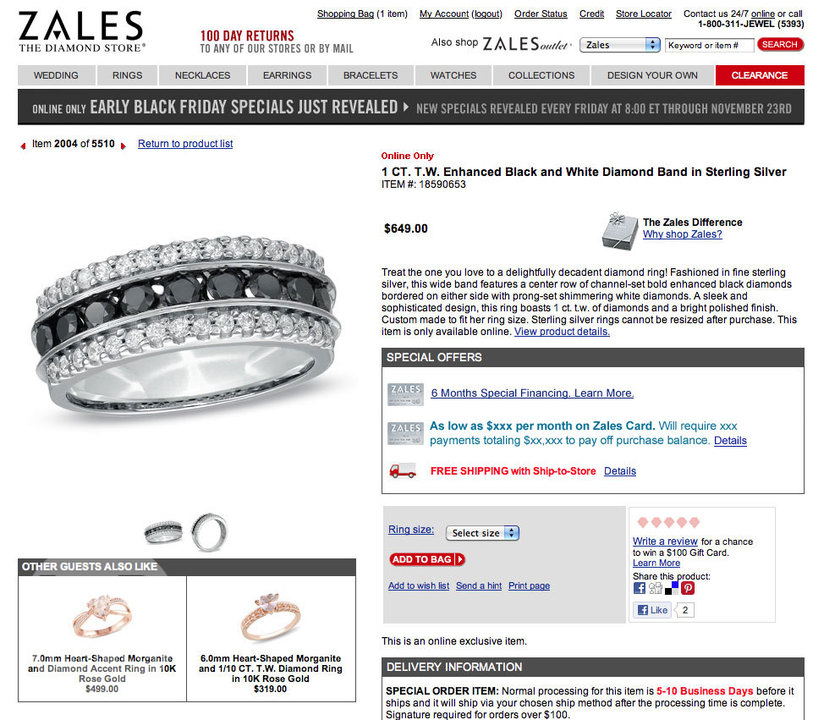 ZALES
THE DIAMOND STORE®
100 DAY RETURNS
TO ANY OF OUR STORES OR BY MAIL
Shopping Bag (1 item) My Account (logout) Order Status Credit Store Locator Contact us 24/7 online or call
1-800-311-JEWEL (5393)
Also shop ZALESoutlet Zales Keyword or item # SEARCH
WEDDING RINGS NECKLACES EARRINGS BRACELETS WATCHES COLLECTIONS DESIGN YOUR OWN CLEARANCE
ONLINE ONLY EARLY BLACK FRIDAY SPECIALS JUST REVEALED NEW SPECIALS REVEALED EVERY FRIDAY AT 8:00 ET THROUGH NOVEMBER 23RD
Item 2004 of 5510 Return to product list
Online Only
1 CT. T.W. Enhanced Black and White Diamond Band in Sterling Silver
ITEM #: 18590653
$649.00
The Zales Difference
Why shop Zales?
Treat the one you love to a delightfully decadent diamond ring! Fashioned in fine sterling
silver, this wide band features a center row of channel-set bold enhanced black diamonds
bordered on either side with prong-set shimmering white diamonds. A sleek and
sophisticated design, this ring boasts 1 ct. t.w. of diamonds and a bright polished finish.
Custom made to fit her ring size. Sterling silver rings cannot be resized after purchase. This
item is only available online. View product details.
SPECIAL OFFERS
ZALES
6 Months Special Financing. Learn More.
ZALES
As low as $xxx per month on Zales Card. Will require xxx
payments totaling $xx,xxx to pay off purchase balance. Details
FREE SHIPPING with Ship-to-Store Details
Ring size: Select size
ADD TO BAG
Add to wish list Send a hint Print page
Write a review for a chance
to win a $100 Gift Card.
Learn More
Share this product:
Like 2
This is an online exclusive item.
DELIVERY INFORMATION
SPECIAL ORDER ITEM: Normal processing for this item is 5-10 Business Days before it
ships and it will ship via your chosen ship method after the processing time is complete.
Signature required for orders over $100.
OTHER GUESTS ALSO LIKE
7.0mm Heart-Shaped Morganite
and Diamond Accent Ring in 10K
Rose Gold
$499.00
6.0mm Heart-Shaped Morganite
and 1/10 CT. T.W. Diamond Ring
in 10K Rose Gold
$319.00